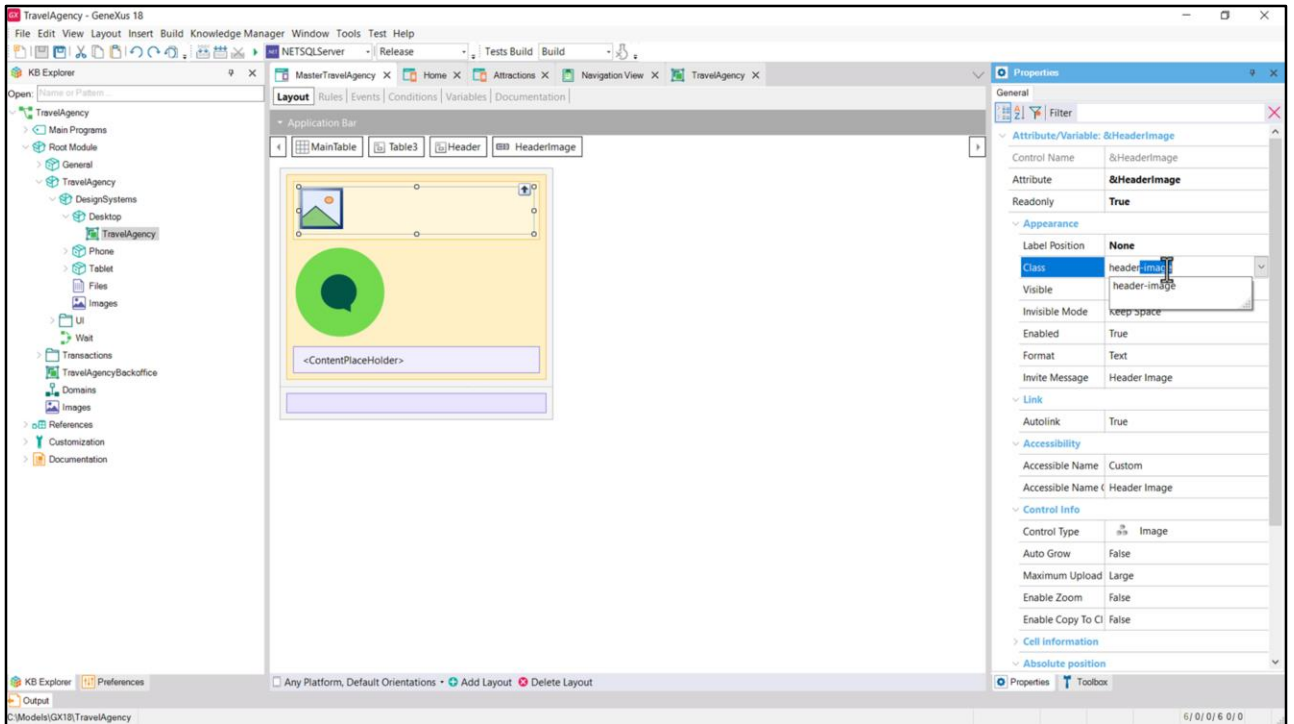 TravelAgency - GeneXus 18
File Edit View Layout Insert Build Knowledge Manager Window Tools Test Help
NETSQLServer Release Tests Build Build
KB Explorer
Open: Name or Pattern...
TravelAgency
Main Programs
Root Module
General
TravelAgency
DesignSystems
Desktop
TravelAgency
Phone
Tablet
Files
Images
UI
Wait
Transactions
TravelAgencyBackoffice
Domains
Images
References
Customization
Documentation
KB Explorer Preferences
MasterTravelAgency X Home X Attractions X Navigation View X TravelAgency X
Layout Rules Events Conditions Variables Documentation
Application Bar
MainTable Table3 Header HeaderImage
<ContentPlaceHolder>
Any Platform, Default Orientations • Add Layout Delete Layout
Properties
General
Filter
Attribute/Variable: &HeaderImage
Control Name &HeaderImage
Attribute &HeaderImage
Readonly True
Appearance
Label Position None
Class header-image
header-image
Visible
Invisible Mode Keep Space
Enabled True
Format Text
Invite Message Header Image
Link
Autolink True
Accessibility
Accessible Name Custom
Accessible Name C Header Image
Control Info
Control Type Image
Auto Grow False
Maximum Upload Large
Enable Zoom False
Enable Copy To Cl False
Cell information
Absolute position
Properties Toolbox
Output
C:\Models\GX18\TravelAgency
6/0/0/6 0/0